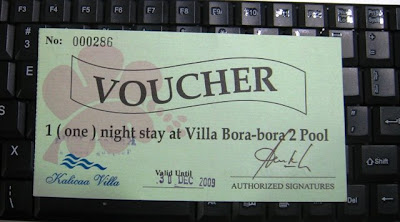 No: 000286
VOUCHER
1 ( one ) night stay at Villa Bora-bora 2 Pool
Kalicaa Villa
Valid Until
30 DEC 2009
AUTHORIZED SIGNATURES